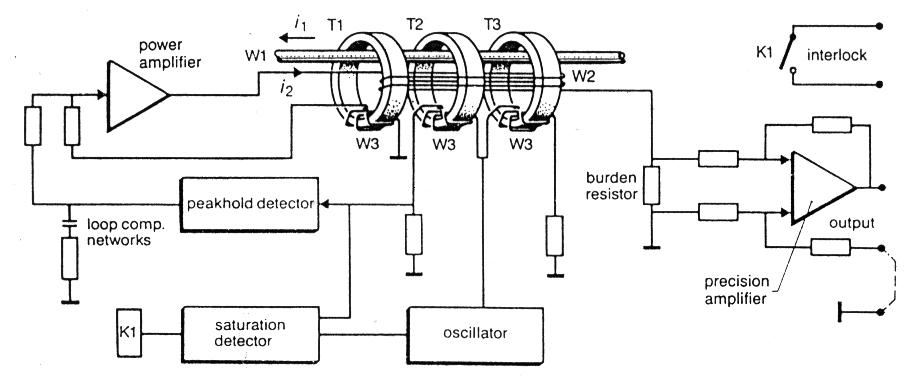 i1
T1
T2
T3
W1
power
amplifier
i2
W2
K1
interlock
W3
W3
W3
burden
resistor
peakhold detector
loop comp.
networks
output
precision
amplifier
K1
saturation
detector
oscillator